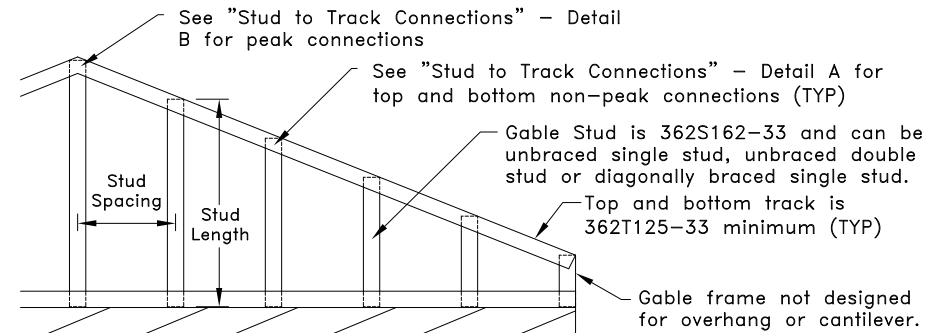 See "Stud to Track Connections" – Detail
B for peak connections
See "Stud to Track Connections" – Detail A for
top and bottom non–peak connections (TYP)
Gable Stud is 362S162–33 and can be
unbraced single stud, unbraced double
stud or diagonally braced single stud.
Stud
Spacing
Stud
Length
Top and bottom track is
362T125–33 minimum (TYP)
Gable frame not designed
for overhang or cantilever.